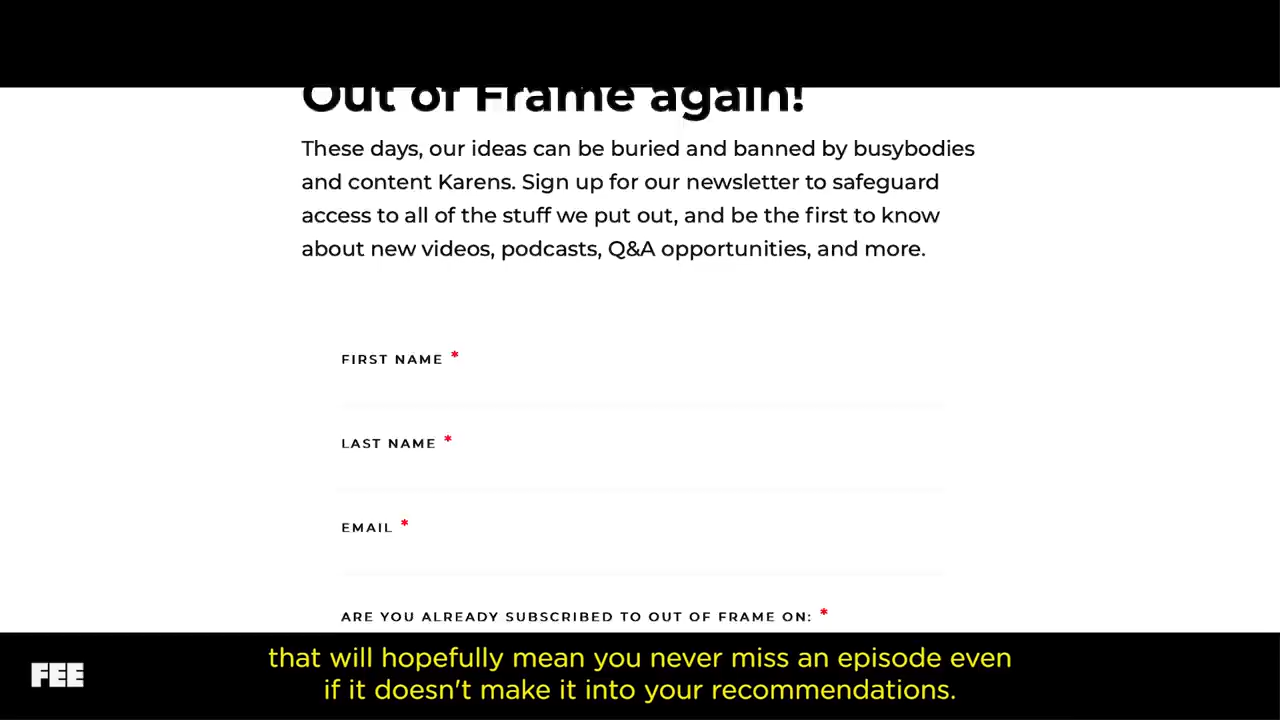 Out of Frame again!
These days, our ideas can be buried and banned by busybodies
and content Karens. Sign up for our newsletter to safeguard
access to all of the stuff we put out, and be the first to know
about new videos, podcasts, Q&A opportunities, and more.
FIRST NAME *
LAST NAME *
EMAIL *
ARE YOU ALREADY SUBSCRIBED TO OUT OF FRAME ON: *
that will hopefully mean you never miss an episode even
if it doesn't make it into your recommendations.
FEE